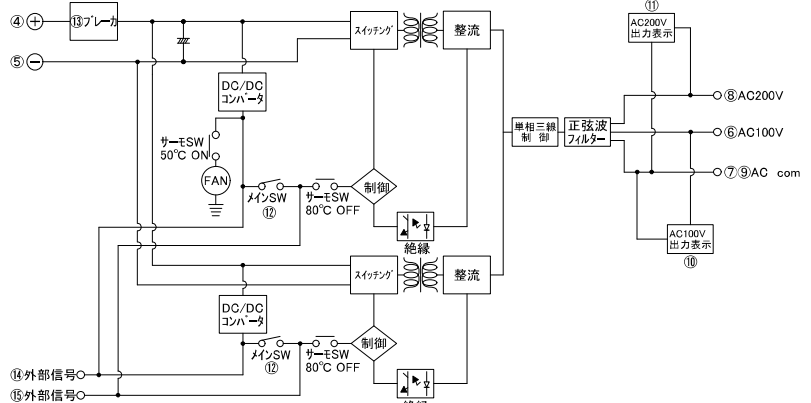 ④
⑬ブレーカ
⑤
スイッチング
整流
DC/DC
コンバータ
サーモSW
50℃ ON
FAN
メインSW
⑫
サーモSW
80℃ OFF
制御
絶縁
スイッチング
整流
DC/DC
コンバータ
メインSW
⑫
サーモSW
80℃ OFF
制御
絶縁
⑭外部信号
⑮外部信号
単相三線
制 御
正弦波
フィルター
⑪
AC200V
出力表示
⑧AC200V
⑥AC100V
⑦⑨AC com
AC100V
出力表示
⑩